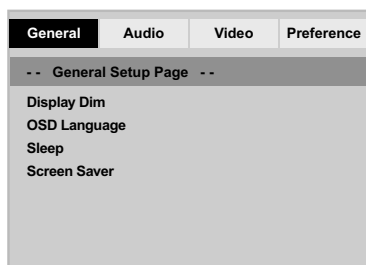 General Audio Video Preference
- - General Setup Page - -
Display Dim
OSD Language
Sleep
Screen Saver